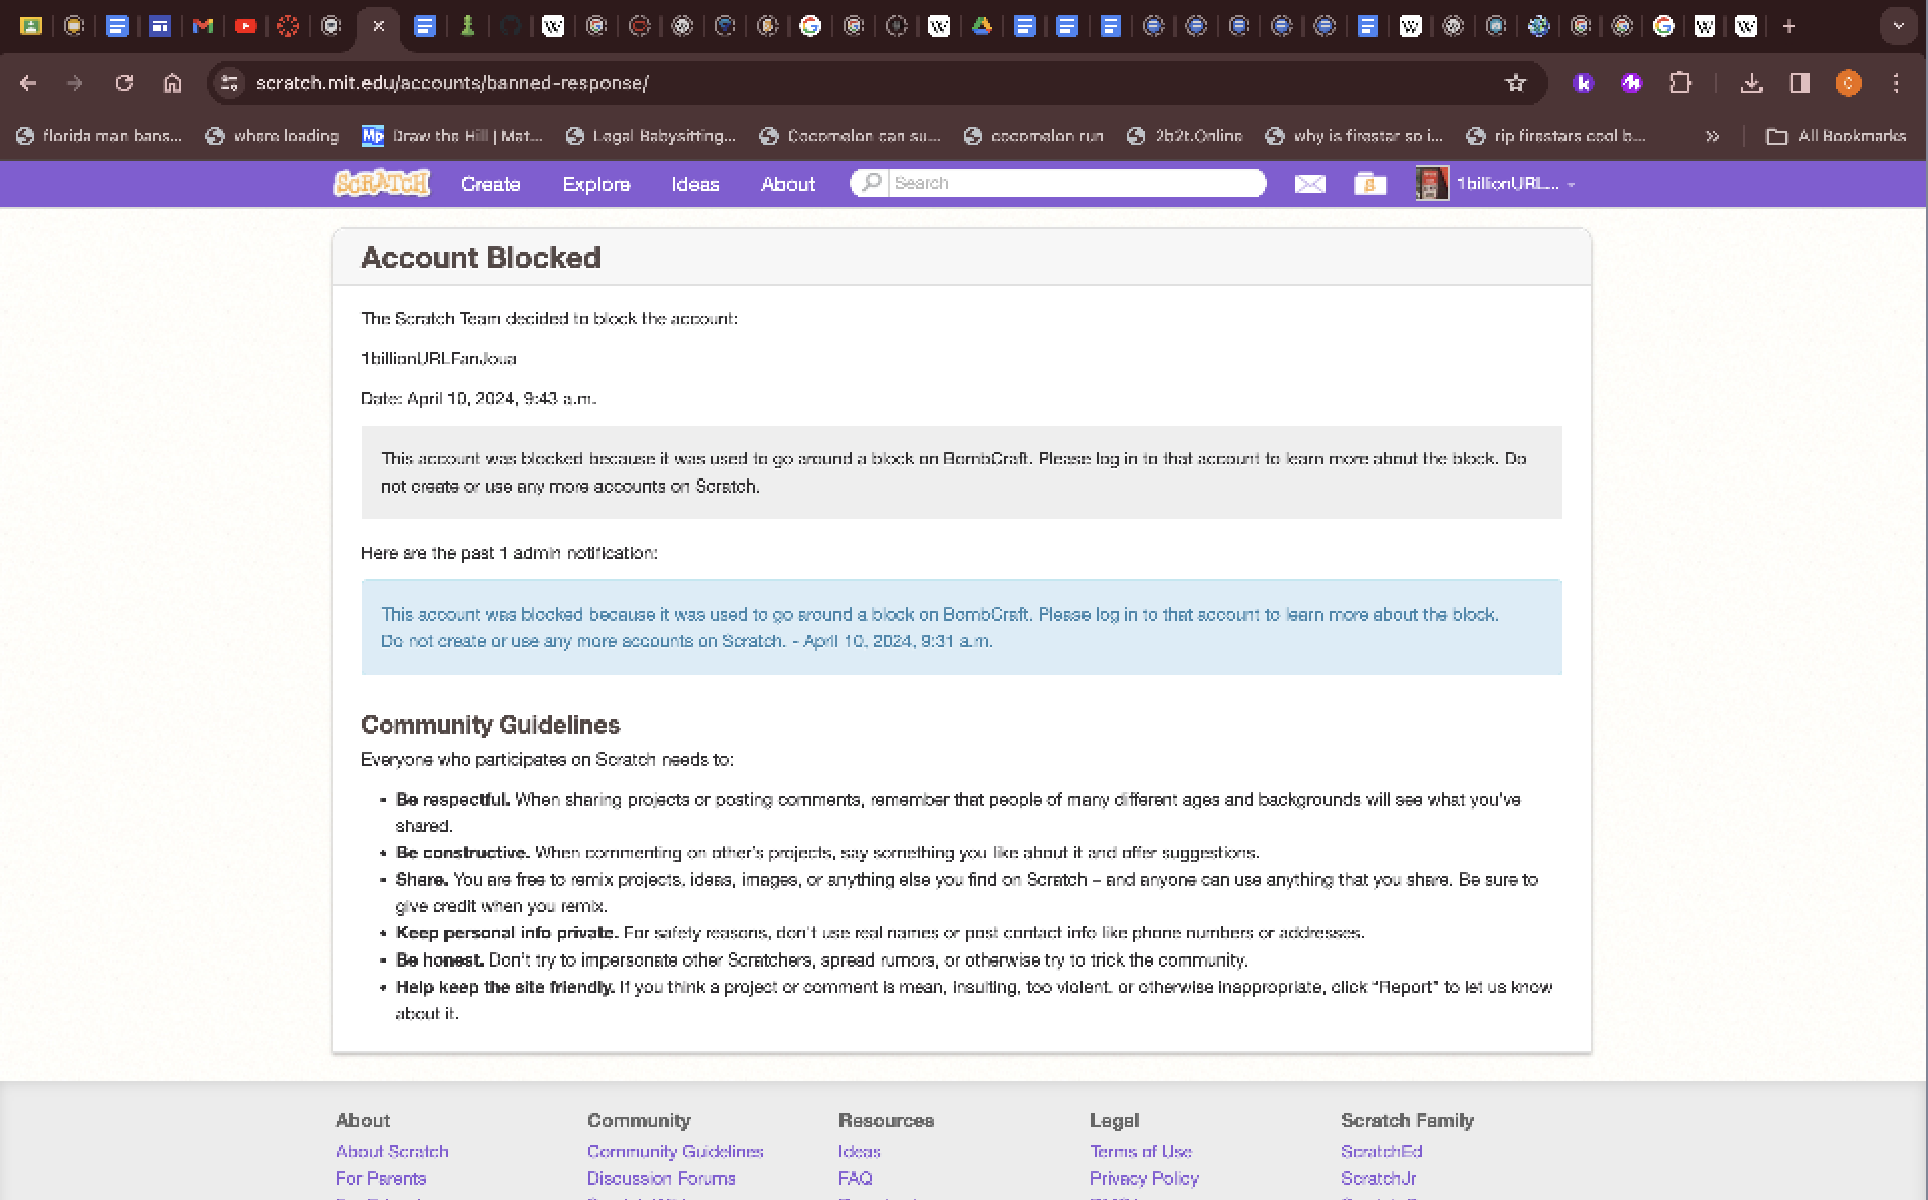 scratch.mit.edu/accounts/banned-response/
florida man bans... where loading Mp Draw the Hill | Mat... Legal Babysitting... Cocomelon can su... cocomelon run 2b2t.Online why is firestar so i... rip firestars cool b... » All Bookmarks
SCRATCH Create Explore Ideas About Search 1billionURL...
Account Blocked
The Scratch Team decided to block the account:
1billionURLFanJoua
Date: April 10, 2024, 9:43 a.m.
This account was blocked because it was used to go around a block on BombCraft. Please log in to that account to learn more about the block. Do
not create or use any more accounts on Scratch.
Here are the past 1 admin notification:
This account was blocked because it was used to go around a block on BombCraft. Please log in to that account to learn more about the block.
Do not create or use any more accounts on Scratch. - April 10, 2024, 9:31 a.m.
Community Guidelines
Everyone who participates on Scratch needs to:
• Be respectful. When sharing projects or posting comments, remember that people of many different ages and backgrounds will see what you've
shared.
• Be constructive. When commenting on other's projects, say something you like about it and offer suggestions.
• Share. You are free to remix projects, ideas, images, or anything else you find on Scratch – and anyone can use anything that you share. Be sure to
give credit when you remix.
• Keep personal info private. For safety reasons, don't use real names or post contact info like phone numbers or addresses.
• Be honest. Don't try to impersonate other Scratchers, spread rumors, or otherwise try to trick the community.
• Help keep the site friendly. If you think a project or comment is mean, insulting, too violent, or otherwise inappropriate, click "Report" to let us know
about it.
About Community Resources Legal Scratch Family
About Scratch Community Guidelines Ideas Terms of Use ScratchEd
For Parents Discussion Forums FAQ Privacy Policy ScratchJr